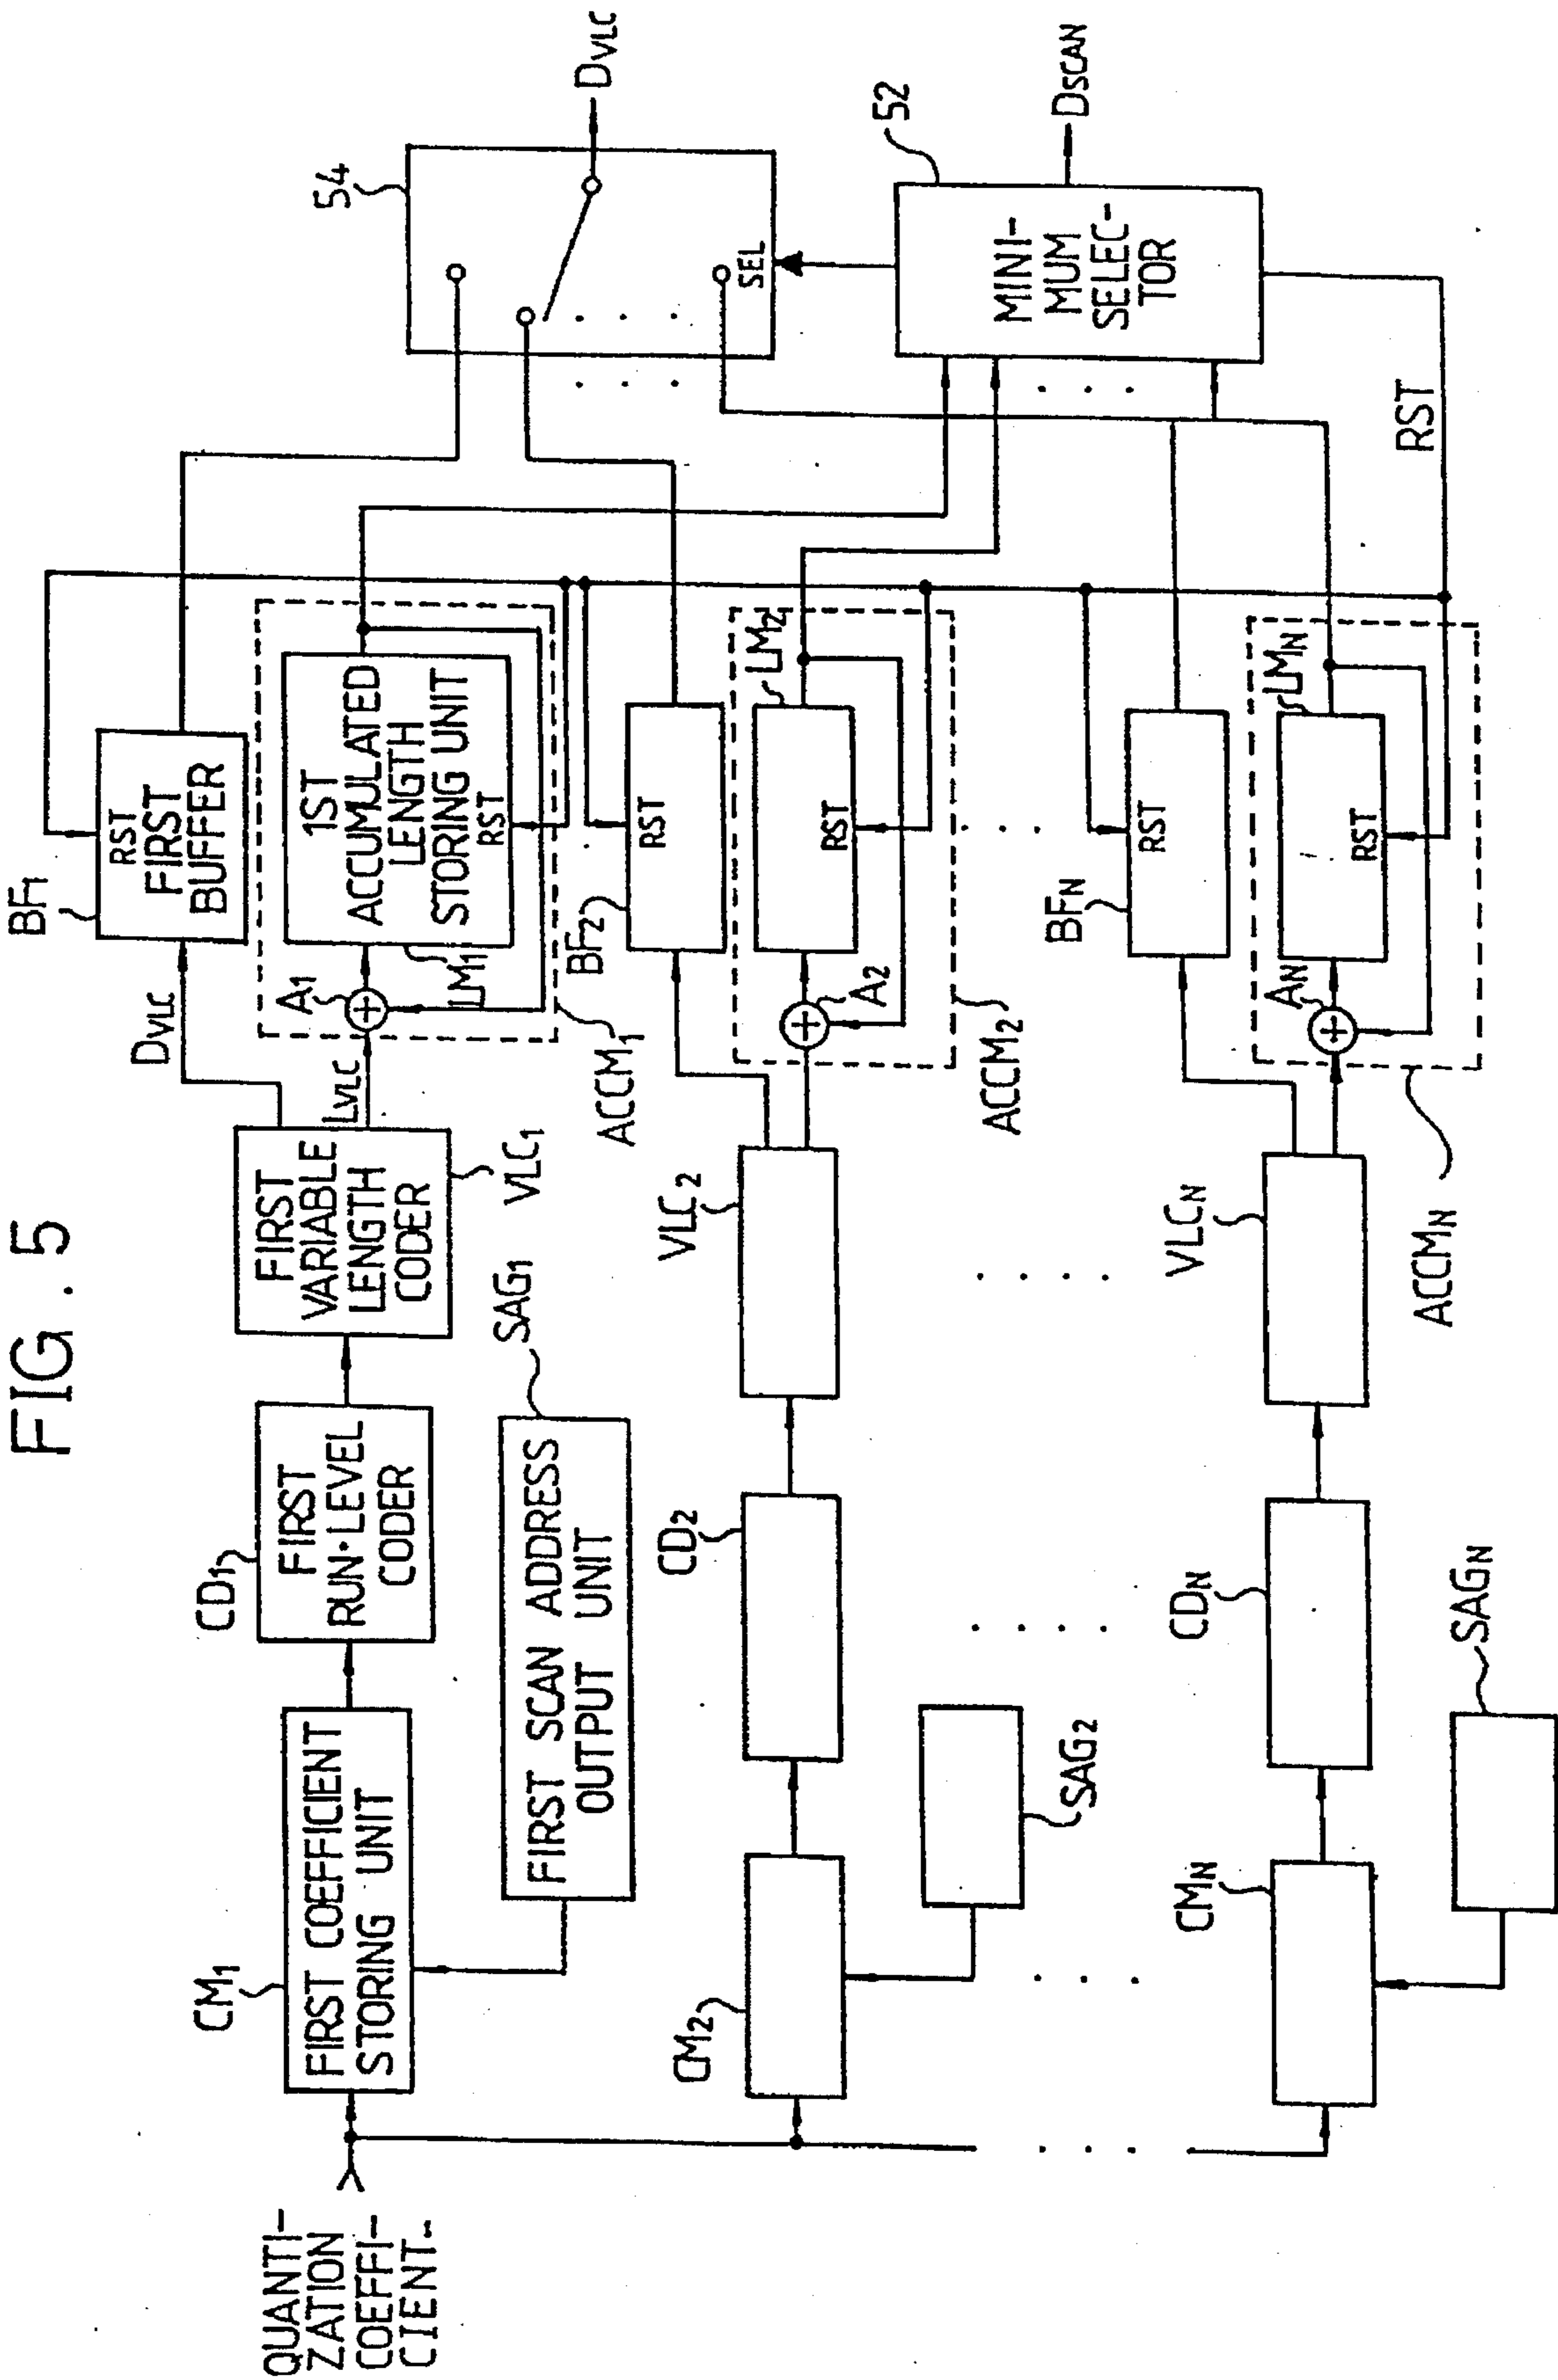 FIG. 5
QUANTI-
ZATION
COEFFI-
CIENT
CM1
FIRST COEFFICIENT
STORING UNIT
CD1
FIRST
RUN·LEVEL
CODER
FIRST
VARIABLE
LENGTH
CODER
VLC1
DVLC
LVLC
BF1
RST
FIRST
BUFFER
A1
LM1
1ST
ACCUMULATED
LENGTH
STORING UNIT
RST
ACCM1
SAG1
FIRST SCAN ADDRESS
OUTPUT UNIT
54
SEL
DVLC
52
MINI-
MUM
SELEC-
TOR
DSCAN
CM2
SAG2
CD2
VLC2
BF2
RST
A2
LM2
RST
ACCM2
CMN
SAGN
CDN
VLCN
BFN
RST
AN
LMN
RST
ACCMN
RST